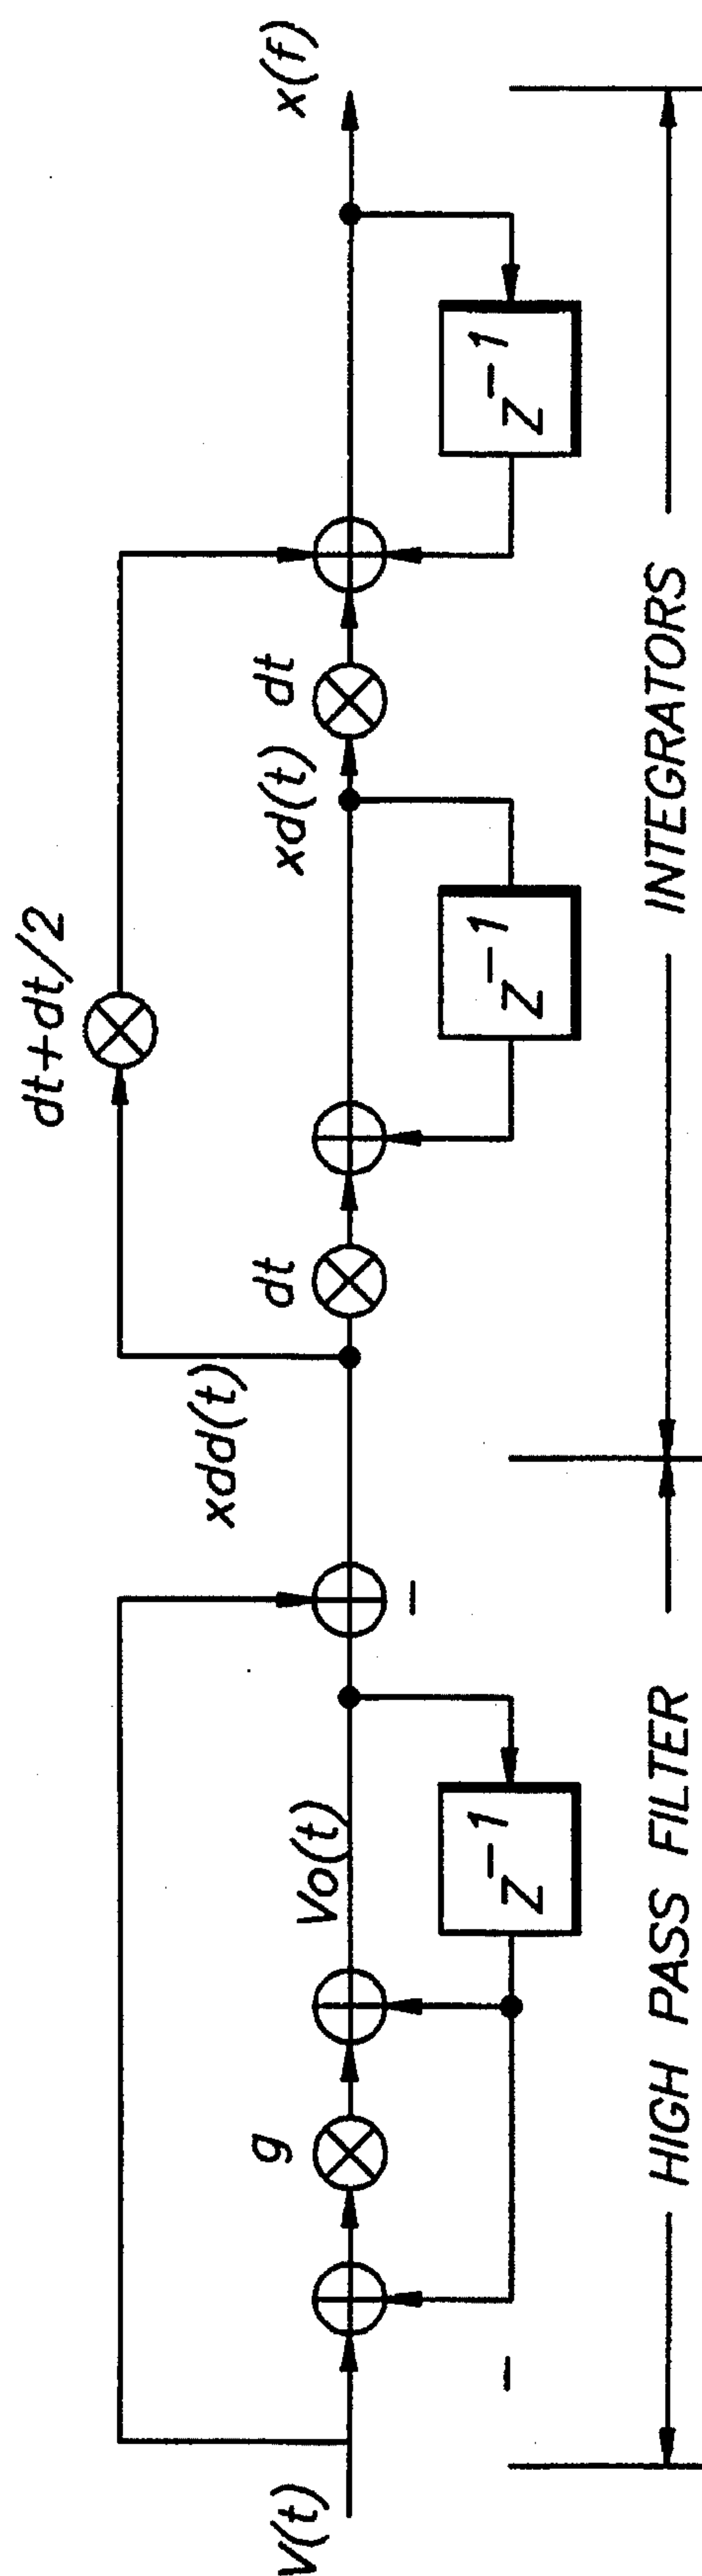 dt+dt/2
V(t)
g
Vo(t)
xdd(t)
dt
xd(t)
dt
x(f)
z-1
z-1
z-1
HIGH PASS FILTER
INTEGRATORS